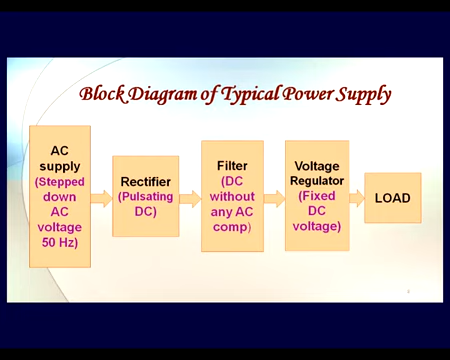 Block Diagram of Typical Power Supply
AC
supply
(Stepped
down
AC
voltage
50 Hz)
Rectifier
(Pulsating
DC)
Filter
(DC
without
any AC
comp)
Voltage
Regulator
(Fixed
DC
voltage)
LOAD